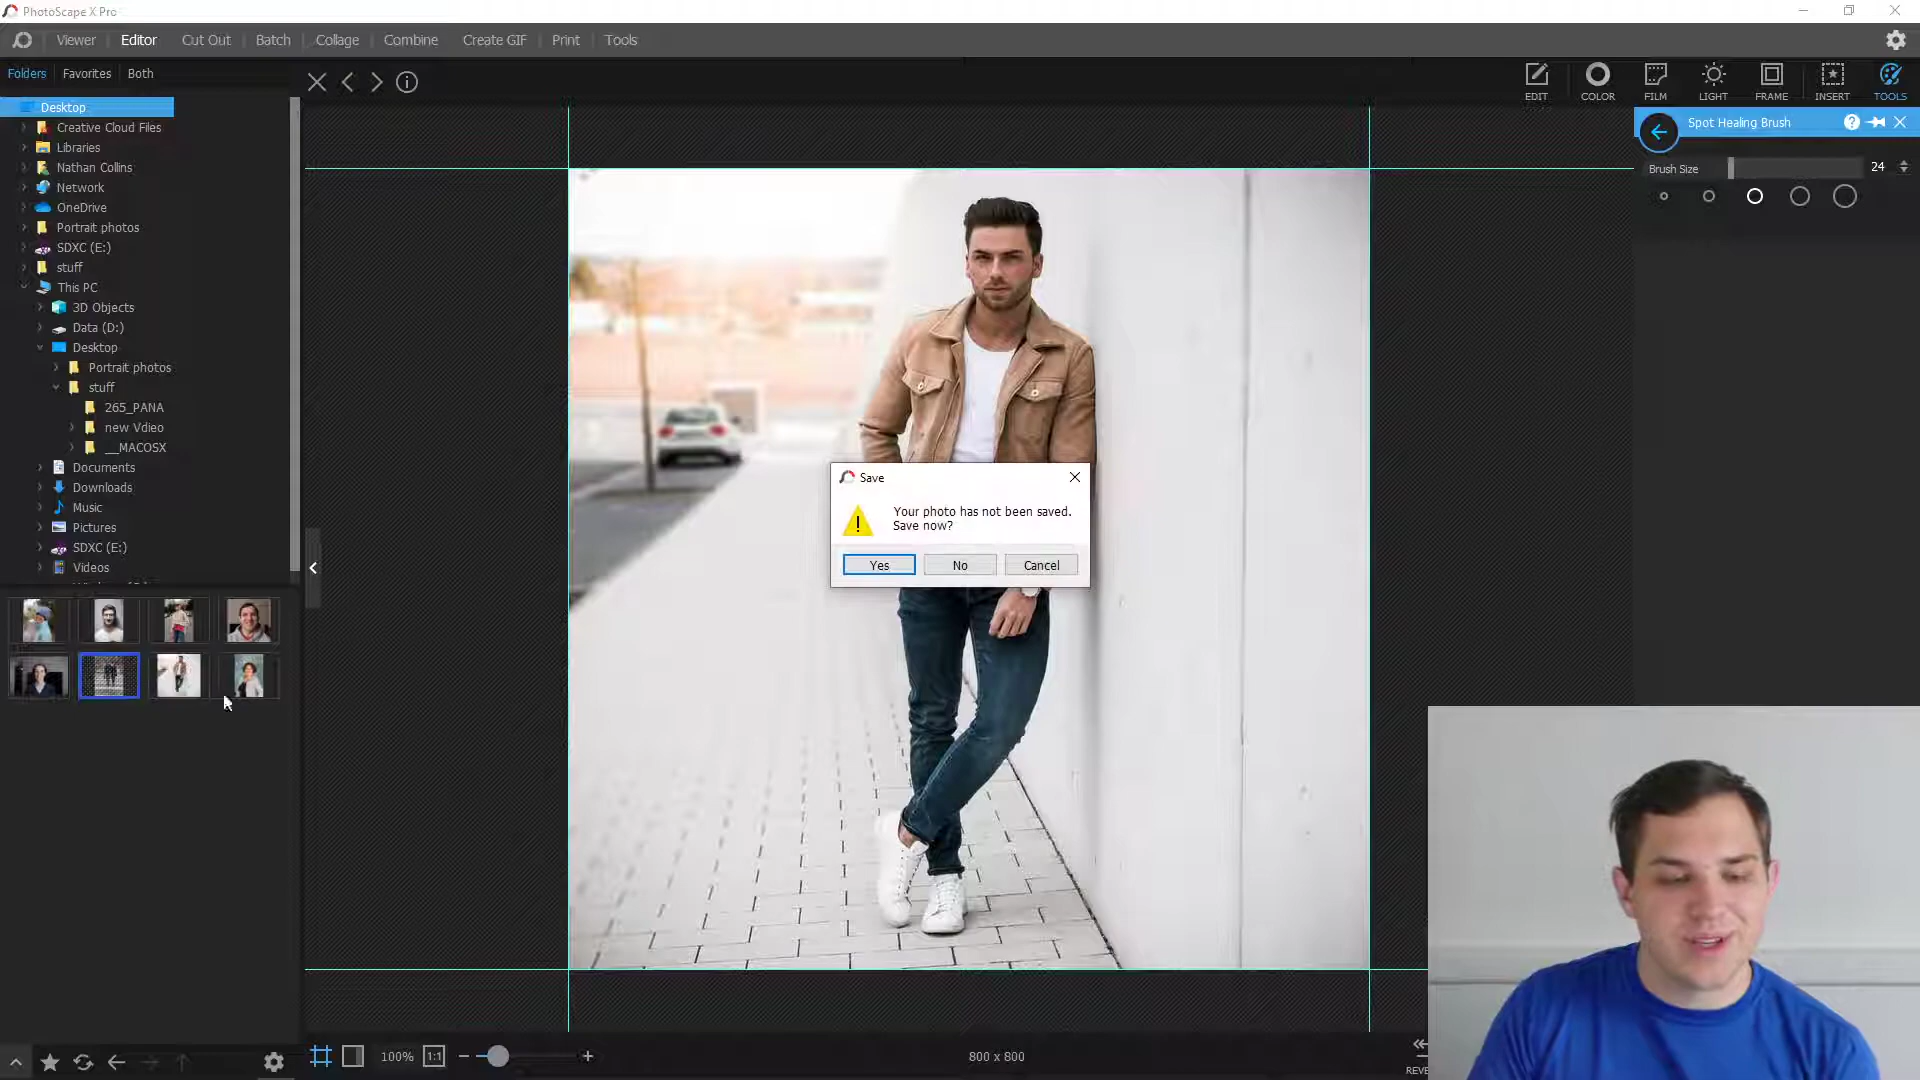 PhotoScape X Pro
Viewer Editor Cut Out Batch Collage Combine Create GIF Print Tools
Folders Favorites Both
EDIT COLOR FILM LIGHT FRAME INSERT TOOLS
Desktop
Creative Cloud Files
Libraries
Nathan Collins
Network
OneDrive
Portrait photos
SDXC (E:)
stuff
This PC
3D Objects
Data (D:)
Desktop
Portrait photos
stuff
265_PANA
new Vdieo
__MACOSX
Documents
Downloads
Music
Pictures
SDXC (E:)
Videos
Spot Healing Brush
Brush Size 24
Save
Your photo has not been saved.
Save now?
Yes No Cancel
100% 1:1 800 x 800
REVE